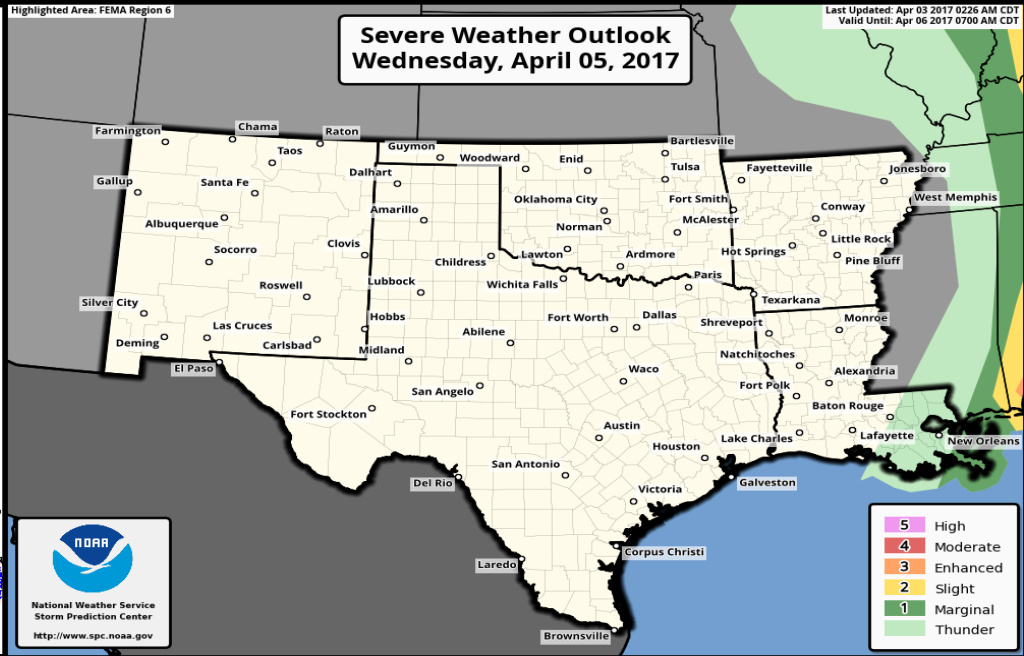 Highlighted Area: FEMA Region 6
Last Updated: Apr 03 2017 0226 AM CDT
Valid Until: Apr 06 2017 0700 AM CDT
Severe Weather Outlook
Wednesday, April 05, 2017
Farmington
Chama
Raton
Guymon
Bartlesville
Taos
Woodward
Enid
Tulsa
Fayetteville
Jonesboro
Dalhart
Gallup
Santa Fe
Oklahoma City
Fort Smith
West Memphis
Amarillo
Conway
Albuquerque
Norman
McAlester
Socorro
Clovis
Little Rock
Childress
Lawton
Ardmore
Hot Springs
Pine Bluff
Roswell
Lubbock
Wichita Falls
Paris
Silver City
Texarkana
Las Cruces
Hobbs
Abilene
Fort Worth
Dallas
Shreveport
Monroe
Deming
Carlsbad
Midland
Natchitoches
El Paso
Waco
Alexandria
San Angelo
Fort Polk
Fort Stockton
Baton Rouge
Austin
Houston
Lake Charles
Lafayette
New Orleans
San Antonio
Del Rio
Victoria
Galveston
Corpus Christi
Laredo
Brownsville
NOAA
National Weather Service
Storm Prediction Center
http://www.spc.noaa.gov
5 High
4 Moderate
3 Enhanced
2 Slight
1 Marginal
Thunder